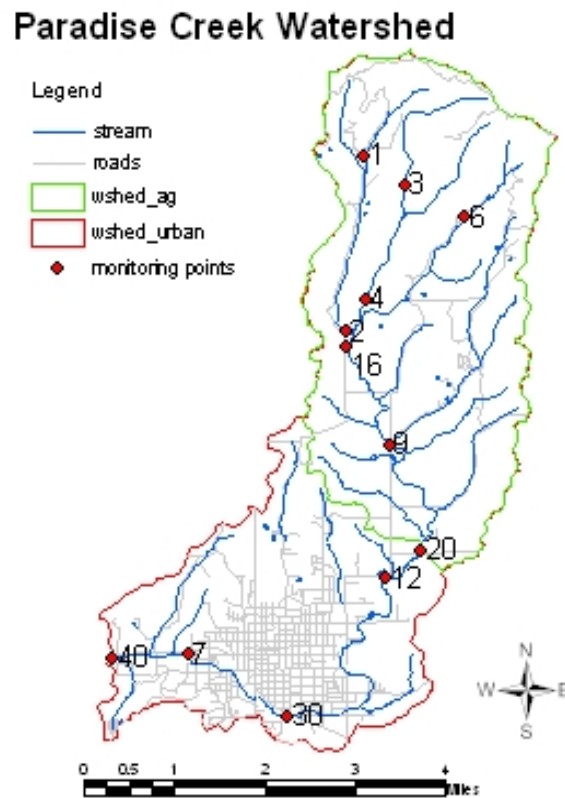 Paradise Creek Watershed
Legend
stream
roads
wshed_ag
wshed_urban
monitoring points
1
3
6
4
2
16
9
20
12
40
7
30
N
W E
S
0 0.5 1 2 3 4
Miles